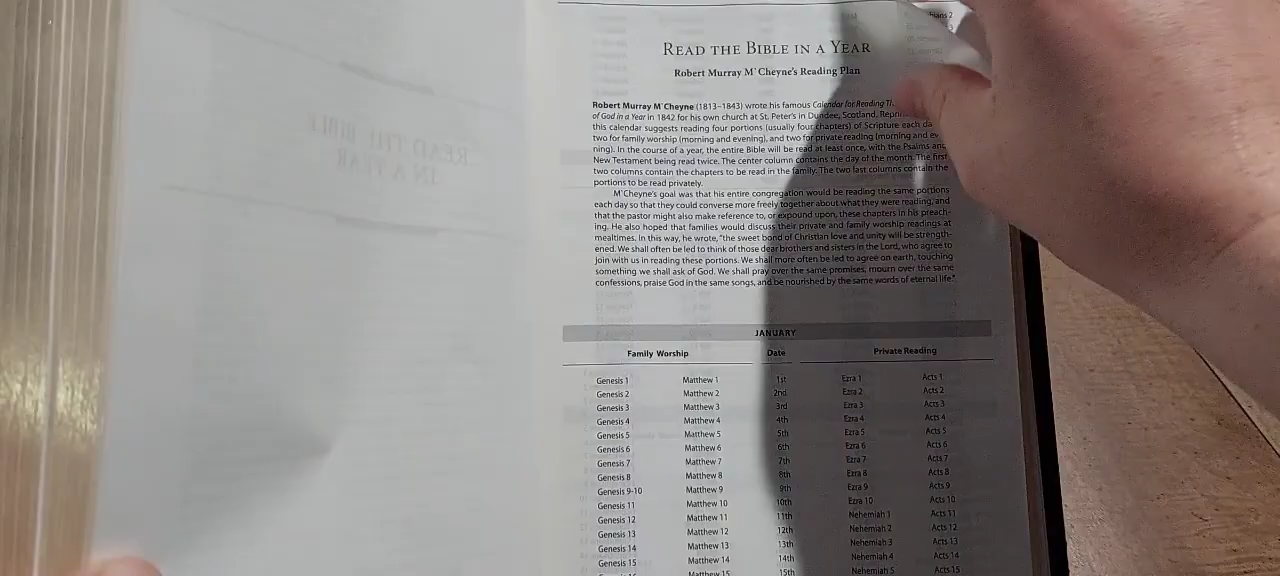 READ THE BIBLE IN A YEAR
Robert Murray M'Cheyne's Reading Plan
Robert Murray M'Cheyne (1813–1843) wrote his famous Calendar for Reading
of God in a Year in 1842 for his own church at St. Peter's in Dundee, Scotland.
this calendar suggests reading four portions (usually four chapters) of Scripture each
two for family worship (morning and evening), and two for private reading (morning and
ning). In the course of a year, the entire Bible will be read at least once, with the Psalms and
New Testament being read twice. The center column contains the day of the month. The first
two columns contain the chapters to be read in the family. The two last columns contain the
portions to be read privately.
M'Cheyne's goal was that his entire congregation would be reading the same portions
each day so that they could converse more freely together about what they were reading, and
that the pastor might also make reference to, or expound upon, these chapters in his preach-
ing. He also hoped that families would discuss their private and family worship readings at
mealtimes. In this way, he wrote, "the sweet bond of Christian love and unity will be strength-
ened. We shall often be led to think of those dear brothers and sisters in the Lord, who agree to
join with us in reading these portions. We shall more often be led to agree on earth, touching
something we shall ask of God. We shall pray over the same promises, mourn over the same
confessions, praise God in the same songs, and be nourished by the same words of eternal life."
JANUARY
Family Worship Date Private Reading
Genesis 1 Matthew 1 1st Ezra 1 Acts 1
Genesis 2 Matthew 2 2nd Ezra 2 Acts 2
Genesis 3 Matthew 3 3rd Ezra 3 Acts 3
Genesis 4 Matthew 4 4th Ezra 4 Acts 4
Genesis 5 Matthew 5 5th Ezra 5 Acts 5
Genesis 6 Matthew 6 6th Ezra 6 Acts 6
Genesis 7 Matthew 7 7th Ezra 7 Acts 7
Genesis 8 Matthew 8 8th Ezra 8 Acts 8
Genesis 9-10 Matthew 9 9th Ezra 9 Acts 9
Genesis 11 Matthew 10 10th Ezra 10 Acts 10
Genesis 12 Matthew 11 11th Nehemiah 1 Acts 11
Genesis 13 Matthew 12 12th Nehemiah 2 Acts 12
Genesis 14 Matthew 13 13th Nehemiah 3 Acts 13
Genesis 15 Matthew 14 14th Nehemiah 4 Acts 14
Matthew 15 15th Nehemiah 5 Acts 15